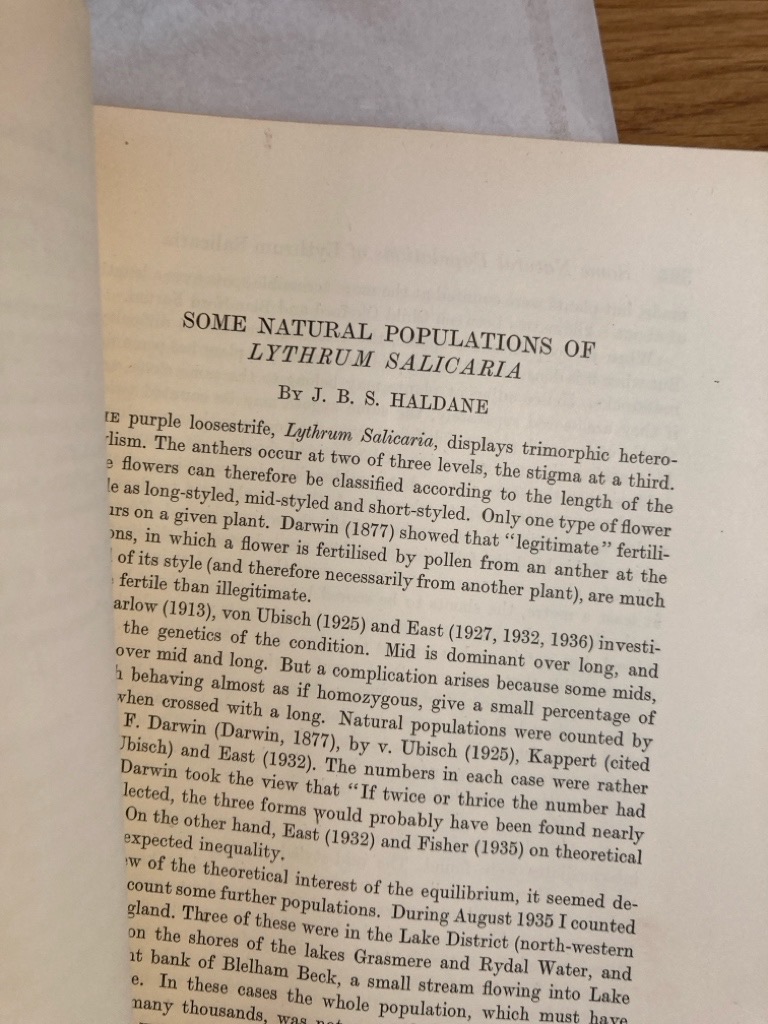 SOME NATURAL POPULATIONS OF
LYTHRUM SALICARIA
By J. B. S. HALDANE
purple loosestrife, Lythrum Salicaria, displays trimorphic hetero-
The anthers occur at two of three levels, the stigma at a third.
flowers can therefore be classified according to the length of the
as long-styled, mid-styled and short-styled. Only one type of flower
on a given plant. Darwin (1877) showed that "legitimate" fertili-
in which a flower is fertilised by pollen from an anther at the
of its style (and therefore necessarily from another plant), are much
fertile than illegitimate.
(1913), von Ubisch (1925) and East (1927, 1932, 1936) investi-
the genetics of the condition. Mid is dominant over long, and
over mid and long. But a complication arises because some mids,
behaving almost as if homozygous, give a small percentage of
when crossed with a long. Natural populations were counted by
F. Darwin (Darwin, 1877), by v. Ubisch (1925), Kappert (cited
Ubisch) and East (1932). The numbers in each case were rather
Darwin took the view that "If twice or thrice the number had
the three forms would probably have been found nearly
On the other hand, East (1932) and Fisher (1935) on theoretical
expected inequality.
of the theoretical interest of the equilibrium, it seemed de-
count some further populations. During August 1935 I counted
Three of these were in the Lake District (north-western
on the shores of the lakes Grasmere and Rydal Water, and
bank of Blelham Beck, a small stream flowing into Lake
In these cases the whole population, which must have
many thousands, was